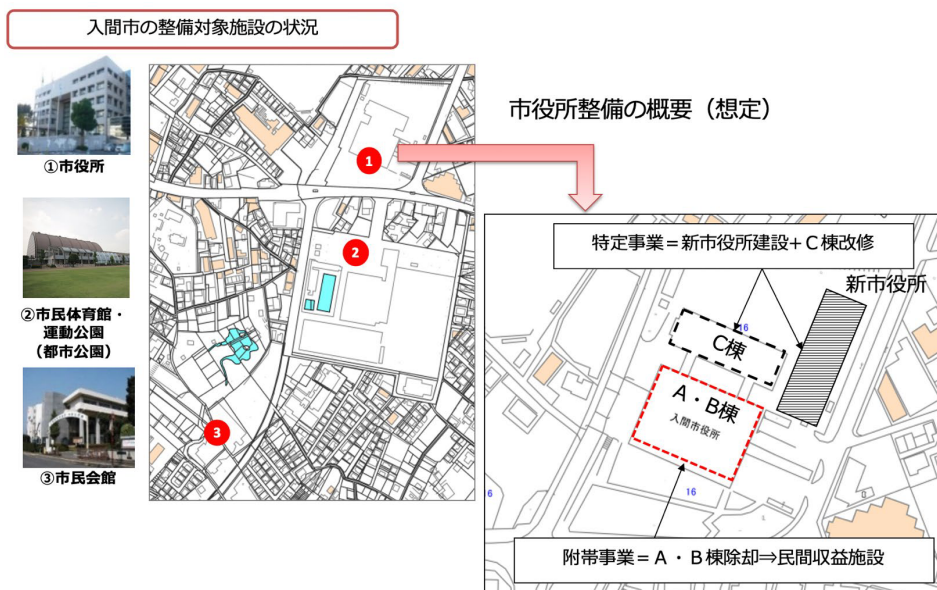 入間市の整備対象施設の状況
①市役所
②市民体育館・
運動公園
（都市公園）
③市民会館
1
2
3
市役所整備の概要（想定）
特定事業＝新市役所建設+C棟改修
新市役所
16
C棟
A・B棟
入間市役所
16
16
附帯事業＝A・B棟除却⇒民間収益施設